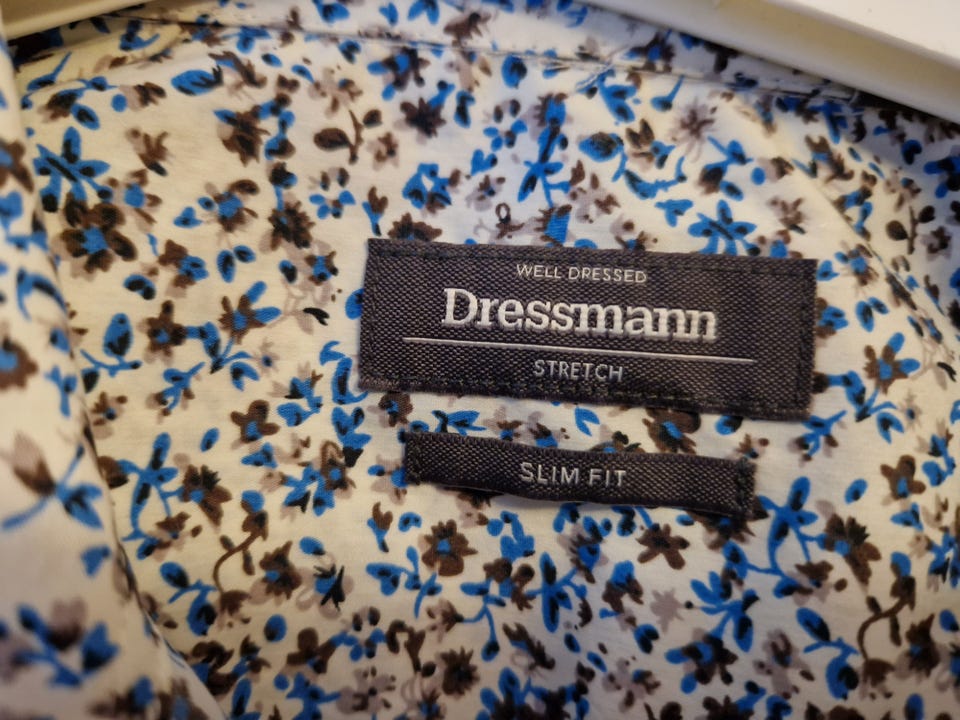 WELL DRESSED
Dressmann
STRETCH
SLIM FIT